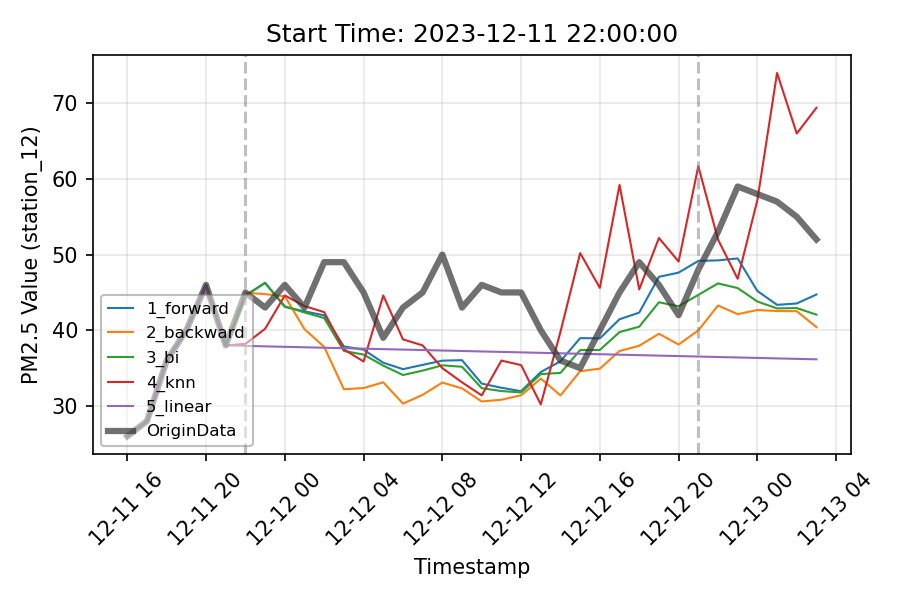 Start Time: 2023-12-11 22:00:00
PM2.5 Value (station_12)
70
60
50
40
30
1_forward
2_backward
3_bi
4_knn
5_linear
OriginData
12-11 16
12-11 20
12-12 00
12-12 04
12-12 08
12-12 12
12-12 16
12-12 20
12-13 00
12-13 04
Timestamp